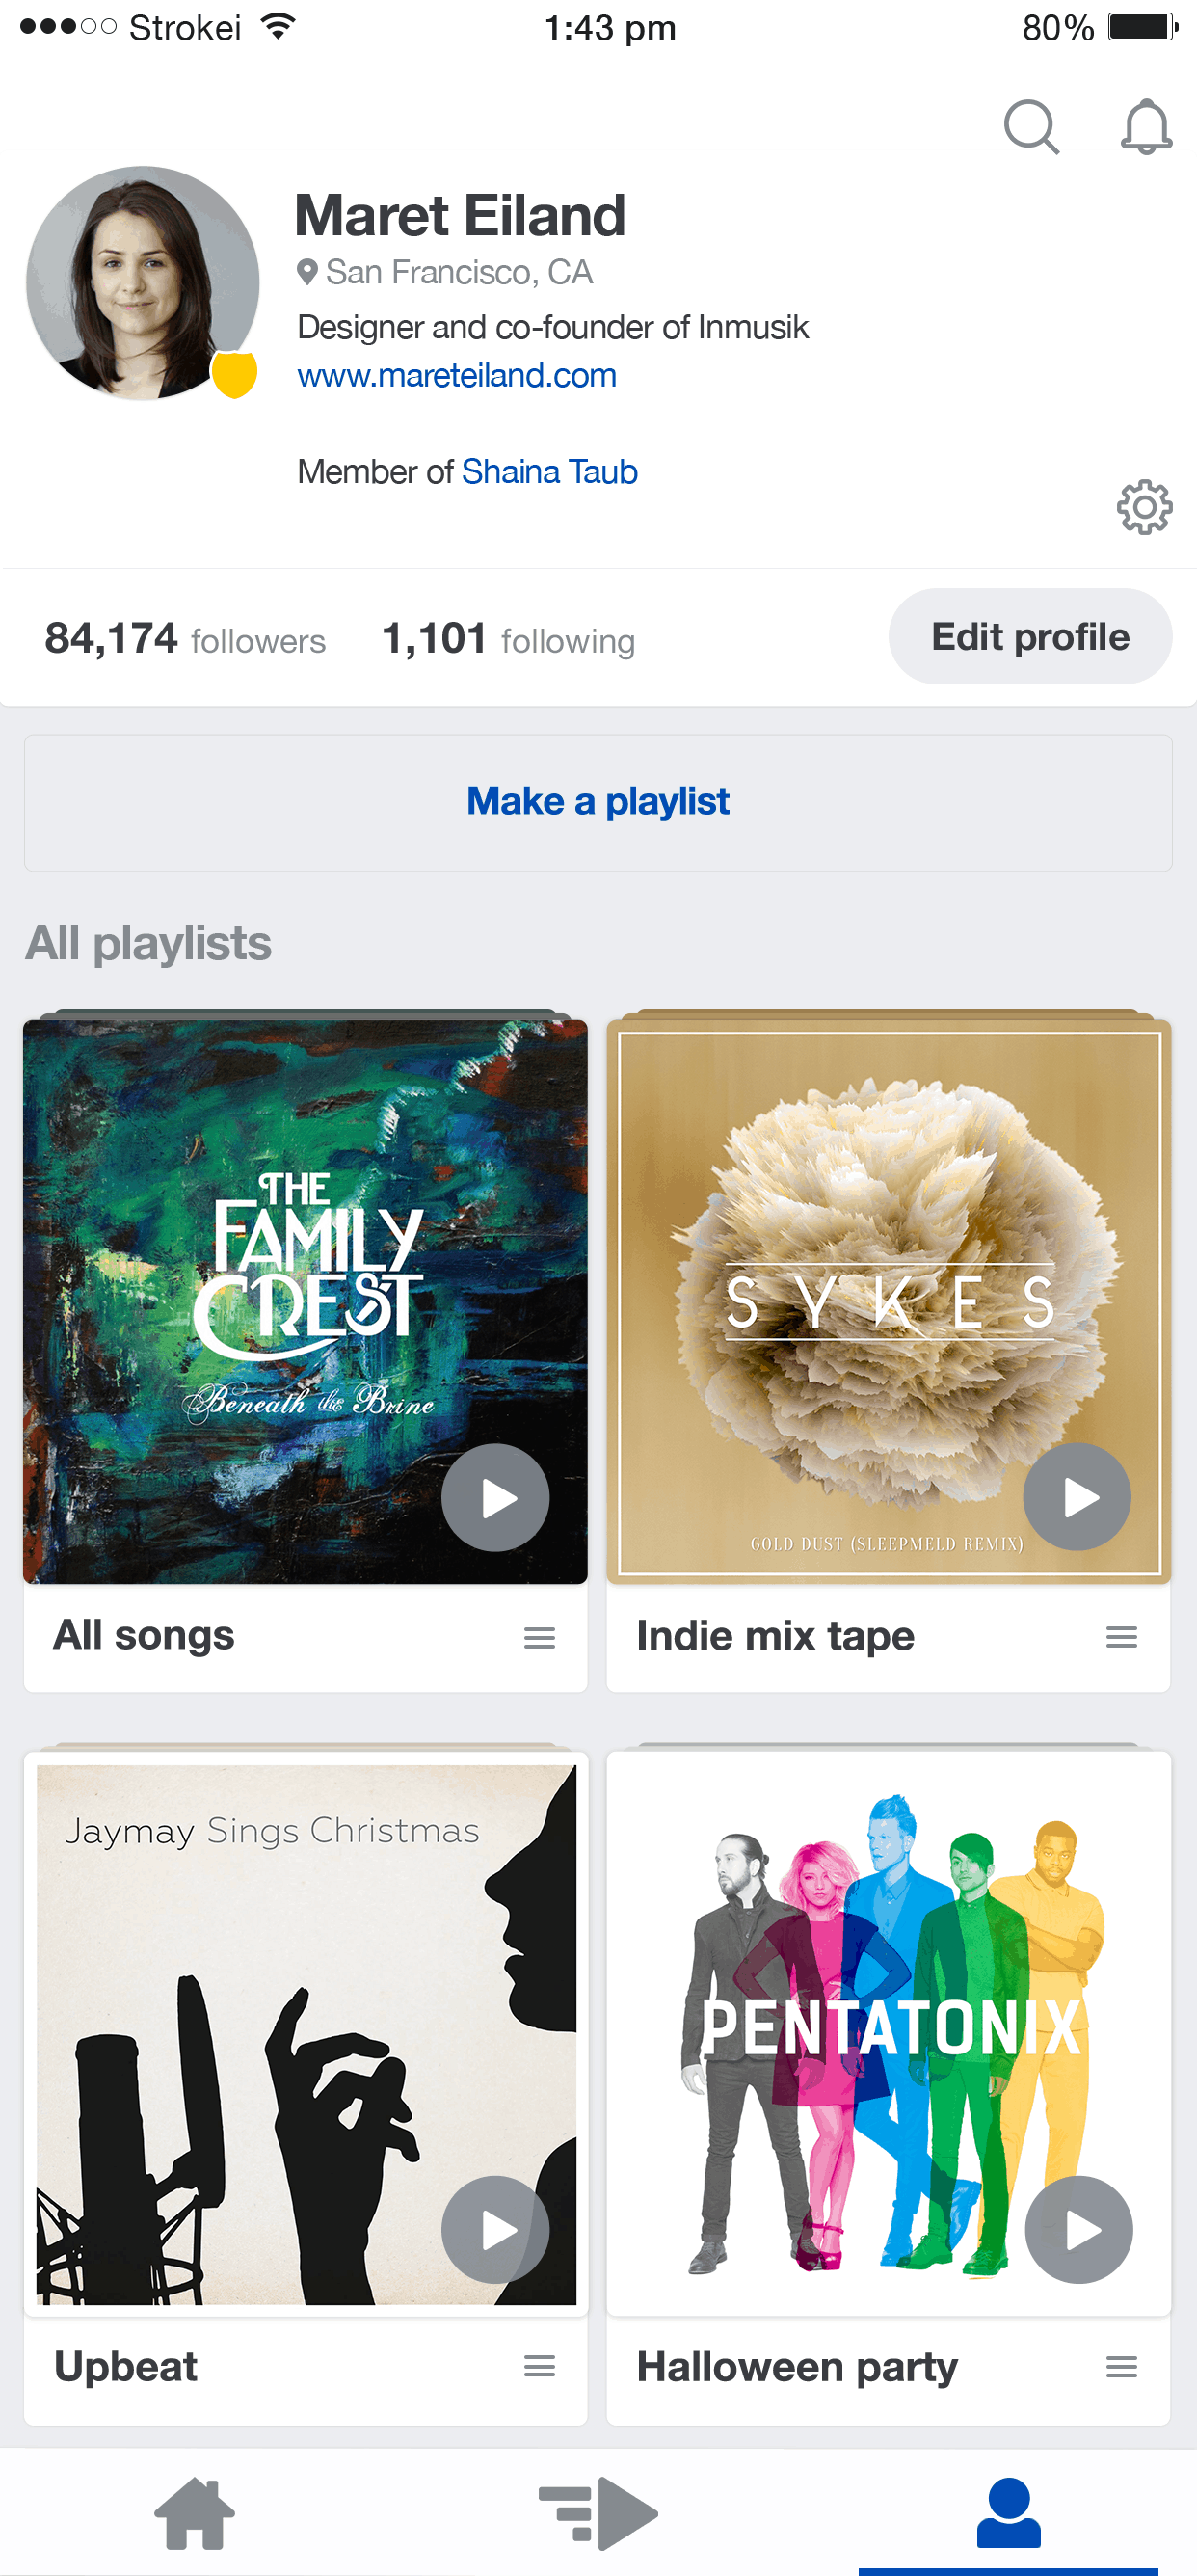 Strokei 1:43 pm 80%
Maret Eiland
San Francisco, CA
Designer and co-founder of Inmusik
www.mareteiland.com
Member of Shaina Taub
84,174 followers 1,101 following Edit profile
Make a playlist
All playlists
THE
FAMILY
CREST
Beneath the Brine
SYKES
GOLD DUST (SLEEPMELD REMIX)
All songs
Indie mix tape
Jaymay Sings Christmas
PENTATONIX
Upbeat
Halloween party